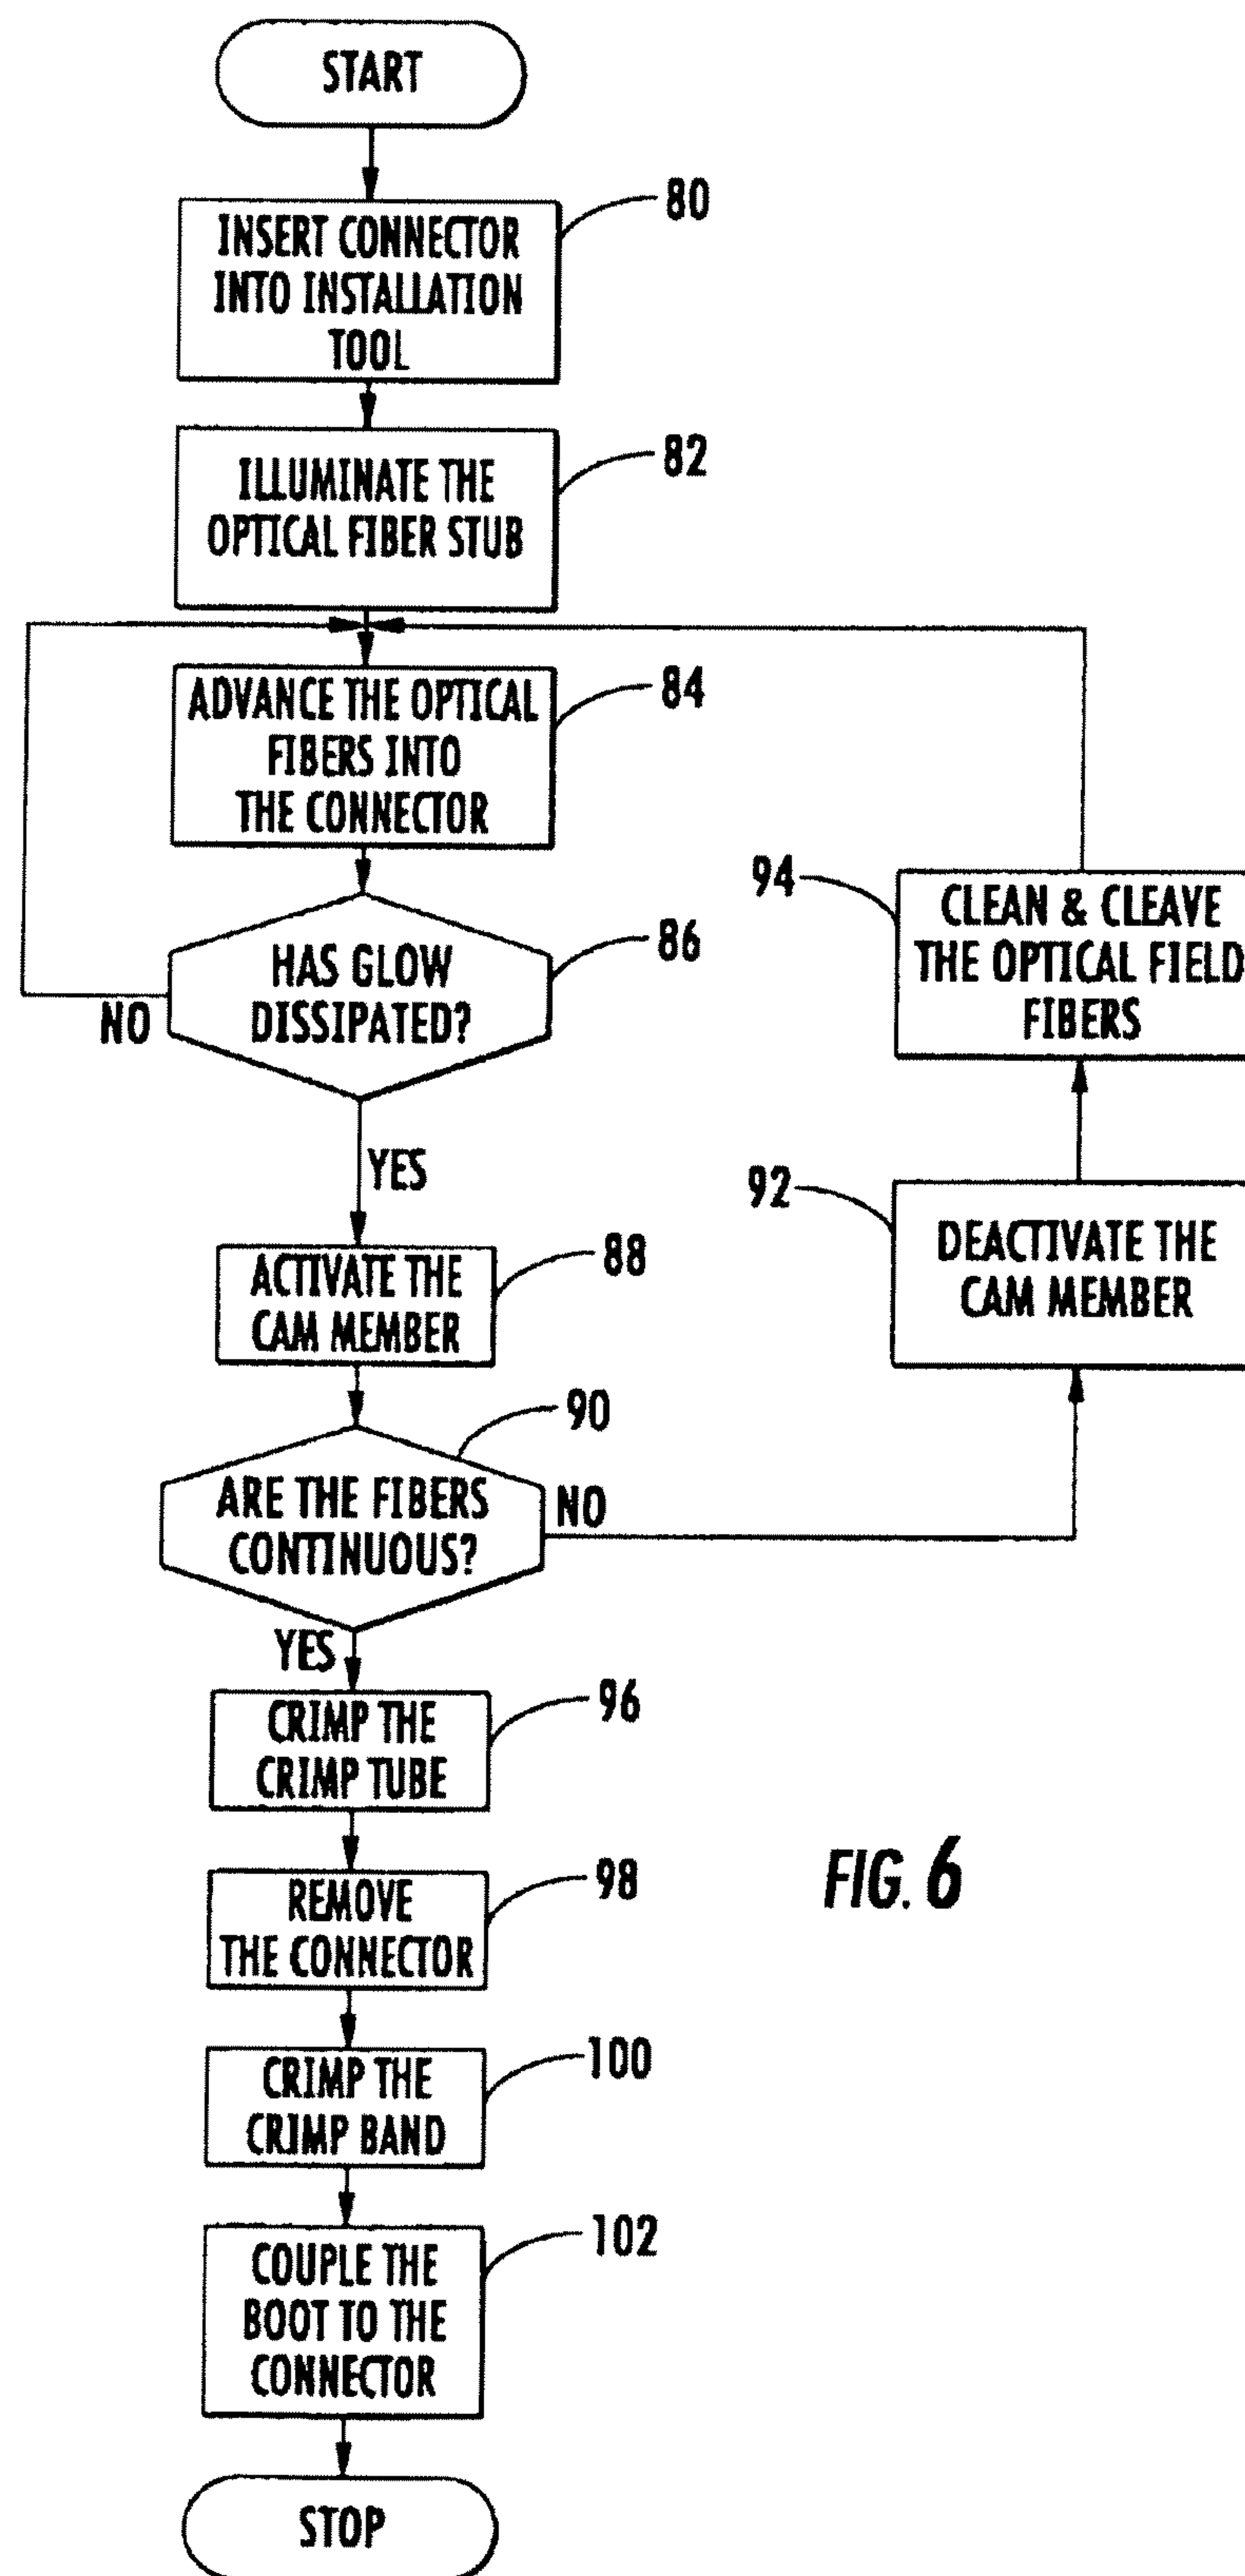 START
80
INSERT CONNECTOR
INTO INSTALLATION
TOOL
82
ILLUMINATE THE
OPTICAL FIBER STUB
84
ADVANCE THE OPTICAL
FIBERS INTO
THE CONNECTOR
86
HAS GLOW
DISSIPATED?
NO
YES
88
ACTIVATE THE
CAM MEMBER
90
ARE THE FIBERS
CONTINUOUS?
NO
92
DEACTIVATE THE
CAM MEMBER
94
CLEAN & CLEAVE
THE OPTICAL FIELD
FIBERS
YES
96
CRIMP THE
CRIMP TUBE
98
REMOVE
THE CONNECTOR
100
CRIMP THE
CRIMP BAND
102
COUPLE THE
BOOT TO THE
CONNECTOR
STOP
FIG. 6